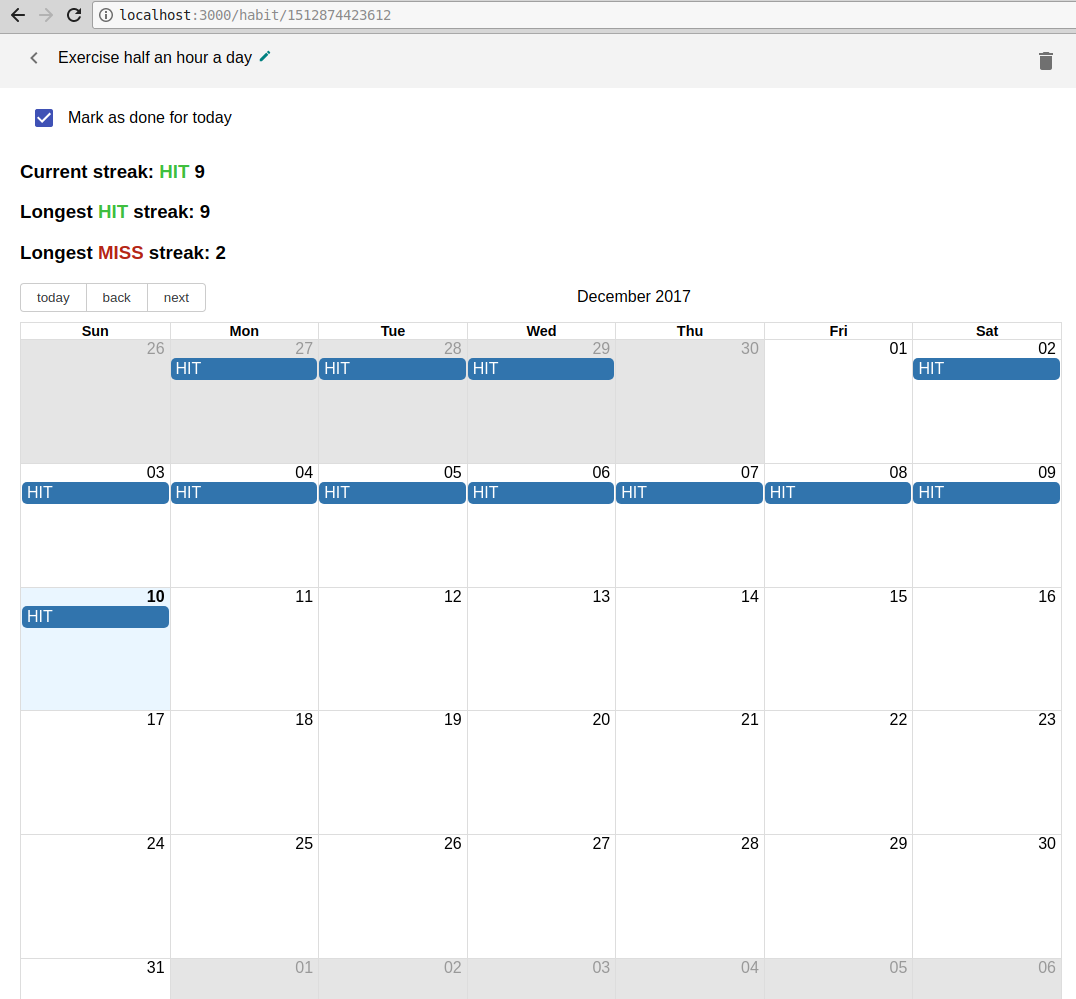 localhost:3000/habit/1512874423612
Exercise half an hour a day
Mark as done for today
Current streak: HIT 9
Longest HIT streak: 9
Longest MISS streak: 2
today back next December 2017
Sun Mon Tue Wed Thu Fri Sat
26 27 28 29 30 01 02
HIT HIT HIT HIT
03 04 05 06 07 08 09
HIT HIT HIT HIT HIT HIT HIT
10 11 12 13 14 15 16
HIT
17 18 19 20 21 22 23
24 25 26 27 28 29 30
31 01 02 03 04 05 06